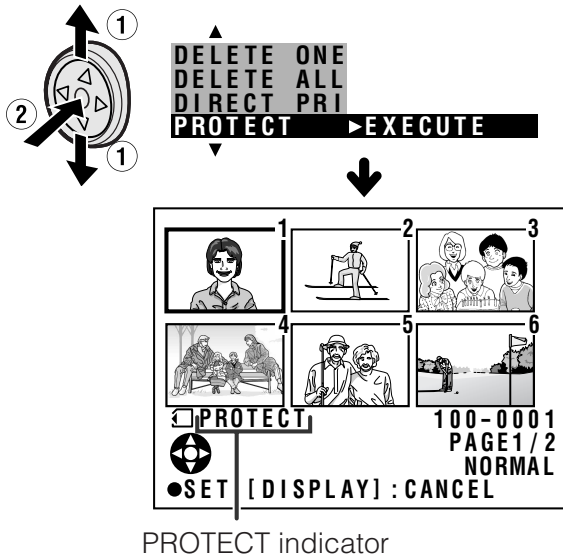 1
2
1
DELETE ONE
DELETE ALL
DIRECT PRI
PROTECT ►EXECUTE
1 2 3
4 5 6
PROTECT 100-0001
PAGE1/2
NORMAL
●SET [DISPLAY]:CANCEL
PROTECT indicator